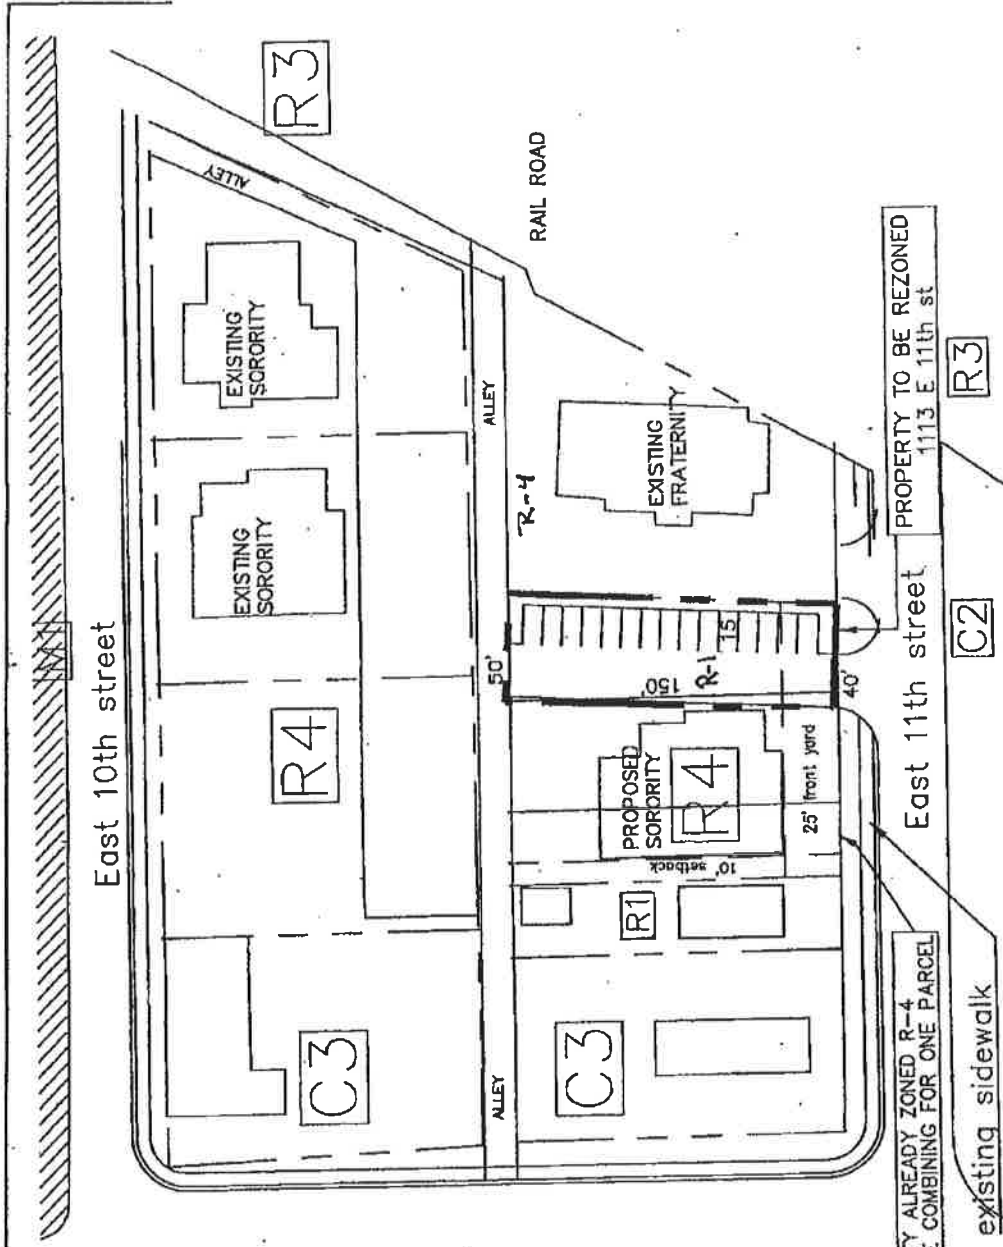 East 10th street
R3
ALLEY
EXISTING
SORORITY
EXISTING
SORORITY
R4
C3
ALLEY
ALLEY
RAIL ROAD
R-4
EXISTING
FRATERNITY
50'
15
150'
R-1
40'
PROPOSED
SORORITY
R4
25' front yard
10' setback
R1
C3
PROPERTY TO BE REZONED
1113 E 11th st
R3
East 11th street
C2
TY ALREADY ZONED R-4
E COMBINING FOR ONE PARCEL
existing sidewalk